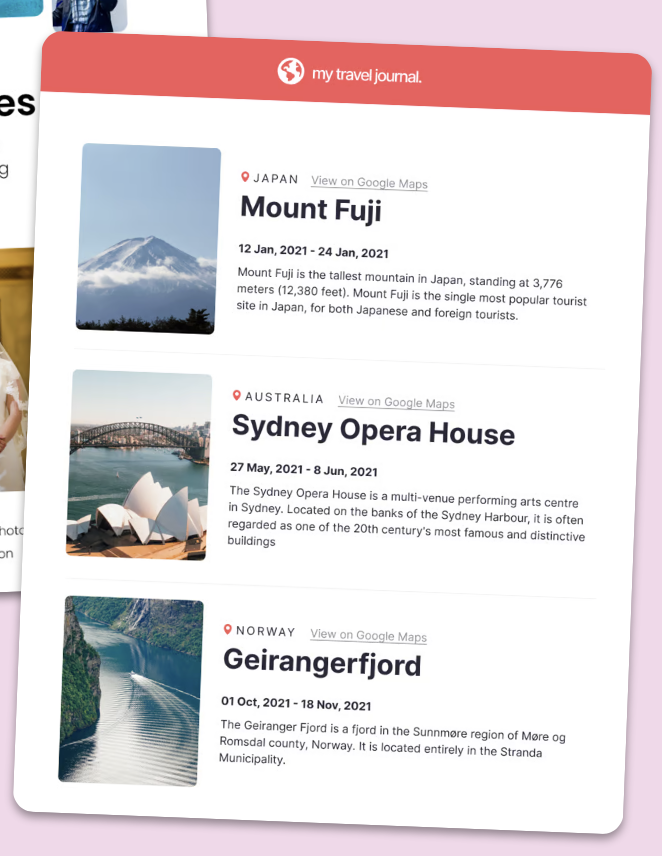 es
g
hoto
on
my travel journal.
JAPAN View on Google Maps
Mount Fuji
12 Jan, 2021 - 24 Jan, 2021
Mount Fuji is the tallest mountain in Japan, standing at 3,776
meters (12,380 feet). Mount Fuji is the single most popular tourist
site in Japan, for both Japanese and foreign tourists.
AUSTRALIA View on Google Maps
Sydney Opera House
27 May, 2021 - 8 Jun, 2021
The Sydney Opera House is a multi-venue performing arts centre
in Sydney. Located on the banks of the Sydney Harbour, it is often
regarded as one of the 20th century's most famous and distinctive
buildings
NORWAY View on Google Maps
Geirangerfjord
01 Oct, 2021 - 18 Nov, 2021
The Geiranger Fjord is a fjord in the Sunnmøre region of Møre og
Romsdal county, Norway. It is located entirely in the Stranda
Municipality.